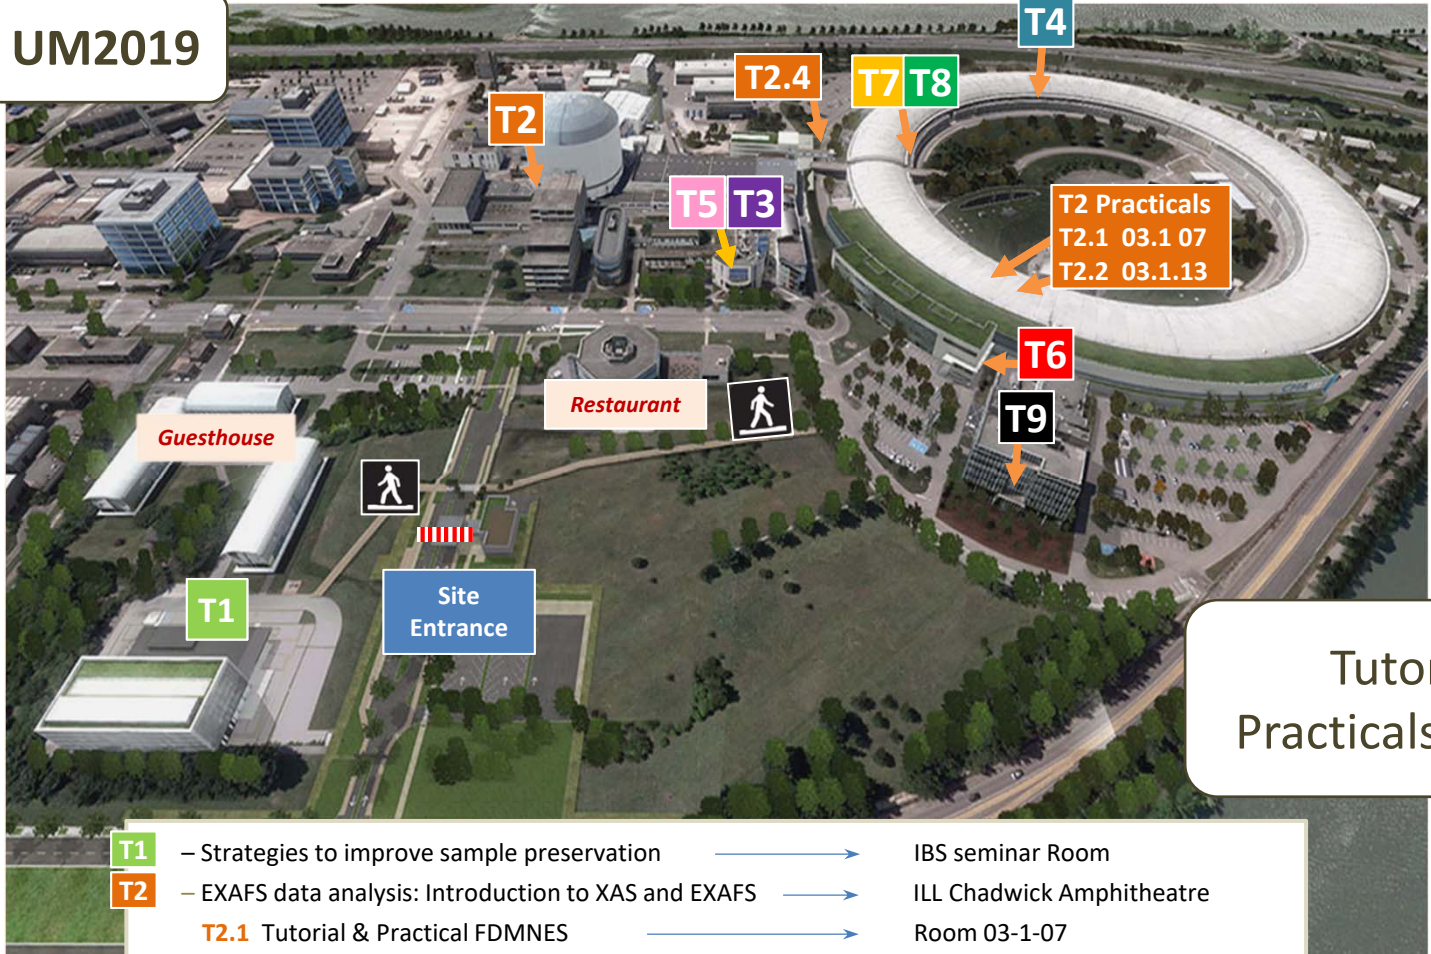 UM2019
T4
T2.4
T7 T8
T2
T5 T3
T2 Practicals
T2.1 03.1 07
T2.2 03.1.13
T6
Restaurant
T9
Guesthouse
T1
Site
Entrance
Tutor
Practicals
T1 – Strategies to improve sample preservation IBS seminar Room
T2 – EXAFS data analysis: Introduction to XAS and EXAFS ILL Chadwick Amphitheatre
T2.1 Tutorial & Practical FDMNES Room 03-1-07